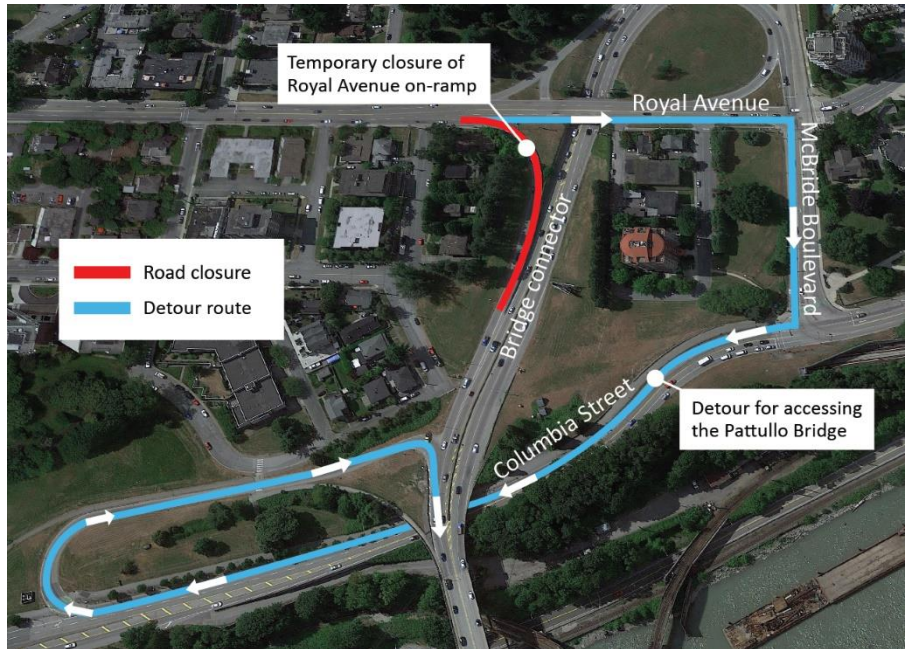 Temporary closure of
Royal Avenue on-ramp
Royal Avenue
McBride Boulevard
Bridge connector
Road closure
Detour route
Columbia Street
Detour for accessing
the Pattullo Bridge